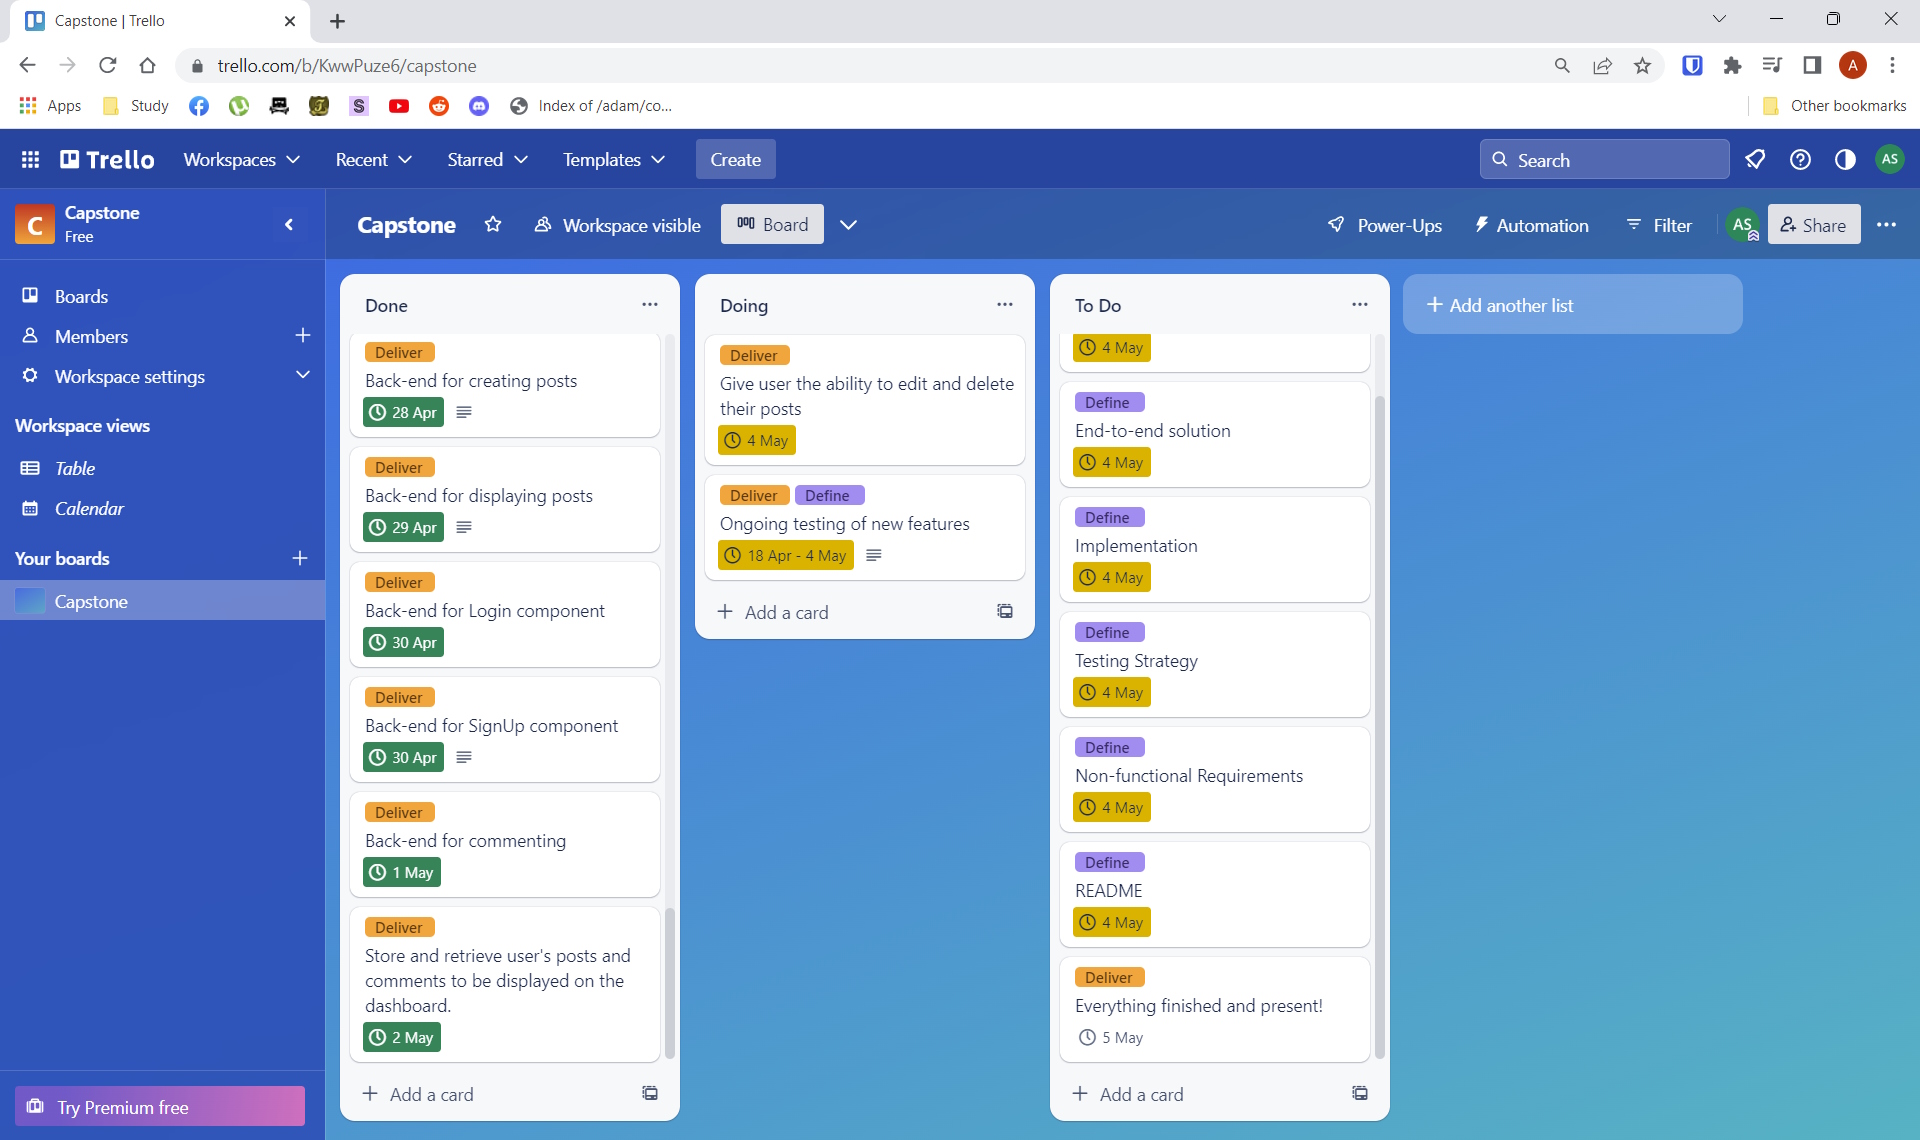 Capstone | Trello
trello.com/b/KwwPuze6/capstone
A
Apps
Study
S
Index of /adam/co...
Other bookmarks
Trello
Workspaces
Recent
Starred
Templates
Create
Search
AS
C
Capstone
Free
Capstone
Workspace visible
Board
Power-Ups
Automation
Filter
AS
Share
Boards
Members
Workspace settings
Workspace views
Table
Calendar
Your boards
Capstone
Try Premium free
Done
Deliver
Back-end for creating posts
28 Apr
Deliver
Back-end for displaying posts
29 Apr
Deliver
Back-end for Login component
30 Apr
Deliver
Back-end for SignUp component
30 Apr
Deliver
Back-end for commenting
1 May
Deliver
Store and retrieve user's posts and
comments to be displayed on the
dashboard.
2 May
Add a card
Doing
Deliver
Give user the ability to edit and delete
their posts
4 May
Deliver Define
Ongoing testing of new features
18 Apr - 4 May
Add a card
To Do
4 May
Define
End-to-end solution
4 May
Define
Implementation
4 May
Define
Testing Strategy
4 May
Define
Non-functional Requirements
4 May
Define
README
4 May
Deliver
Everything finished and present!
5 May
Add a card
Add another list